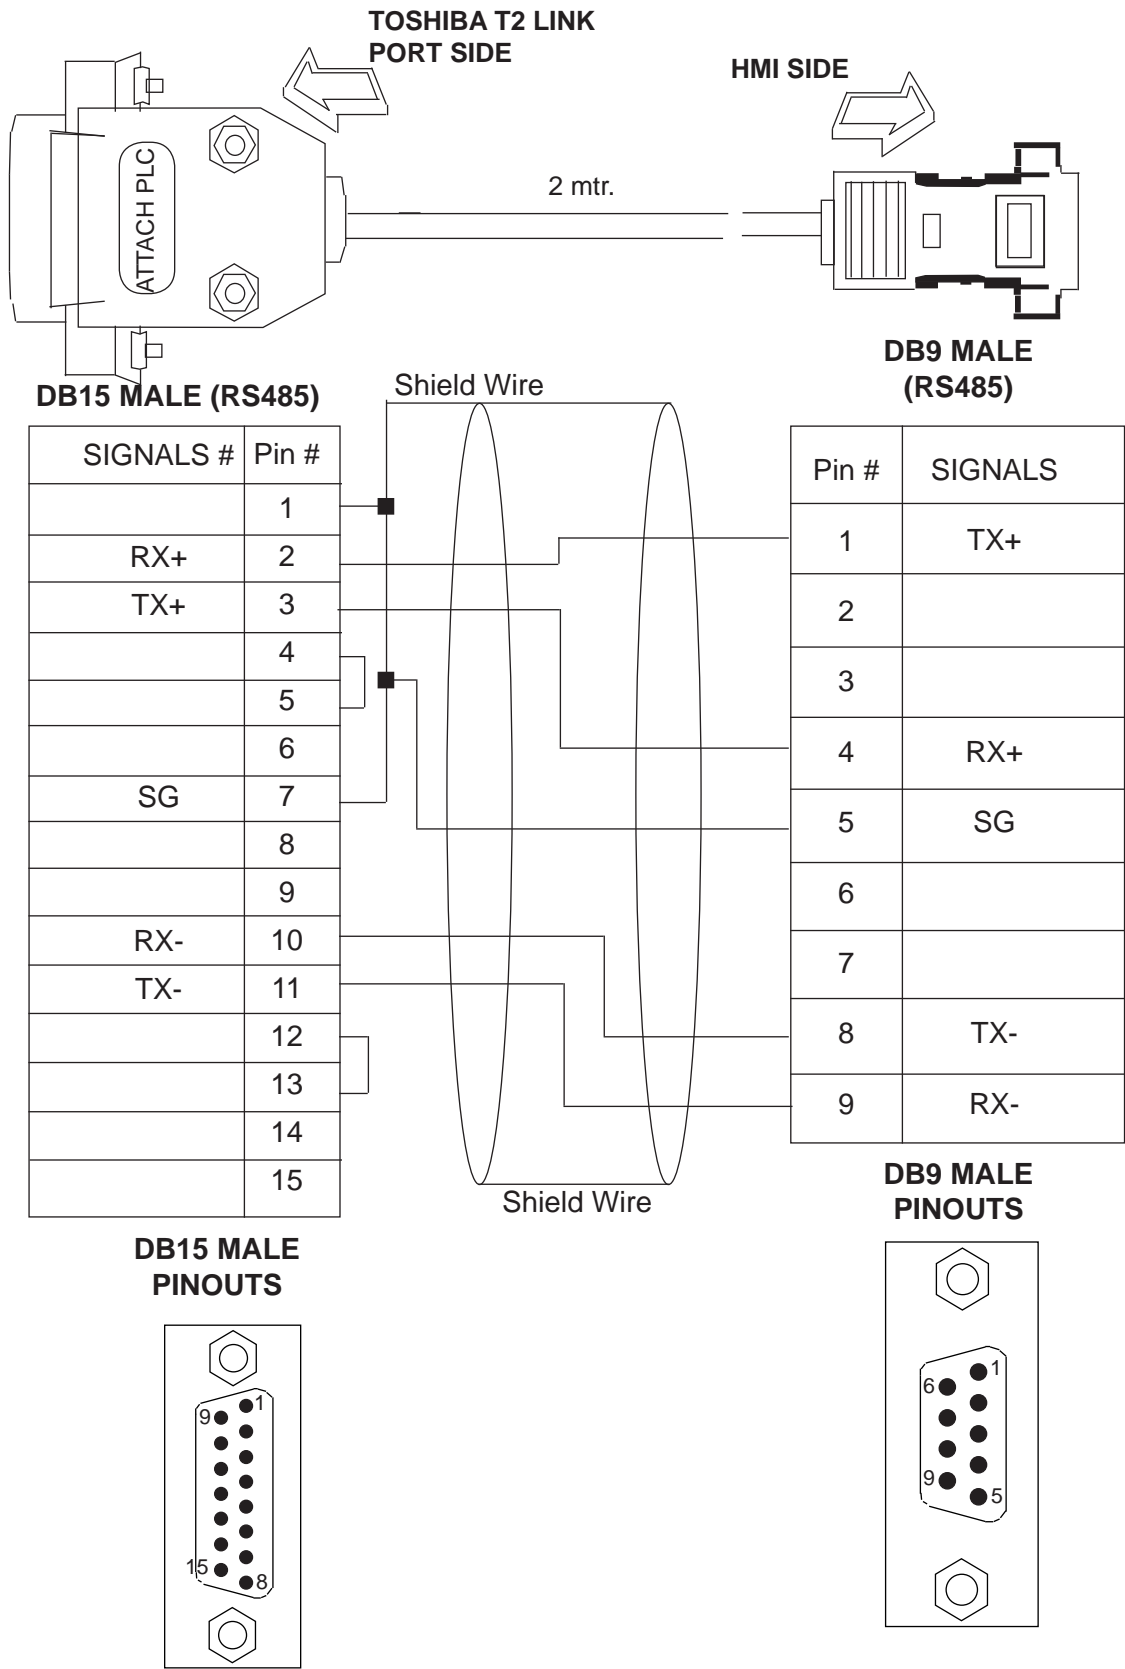 TOSHIBA T2 LINK
PORT SIDE
HMI SIDE
ATTACH PLC
2 mtr.
DB9 MALE
(RS485)
DB15 MALE (RS485)
Shield Wire
SIGNALS # Pin #
1
RX+ 2
TX+ 3
4
5
6
SG 7
8
9
RX- 10
TX- 11
12
13
14
15
Pin # SIGNALS
1 TX+
2
3
4 RX+
5 SG
6
7
8 TX-
9 RX-
Shield Wire
DB9 MALE
PINOUTS
DB15 MALE
PINOUTS
1
6
9
5
1
9
15
8